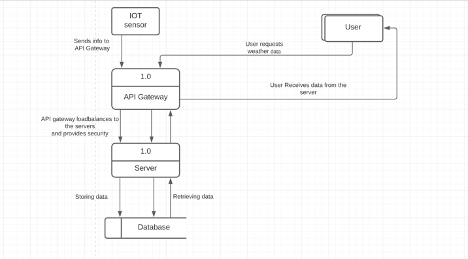 IOT
sensor
User
Sends info to
API Gateway
User requests
weather data
1.0
API Gateway
User Receives data from the
server
API gateway loadbalances to
the servers
and provides security
1.0
Server
Storing data
Retrieving data
Database